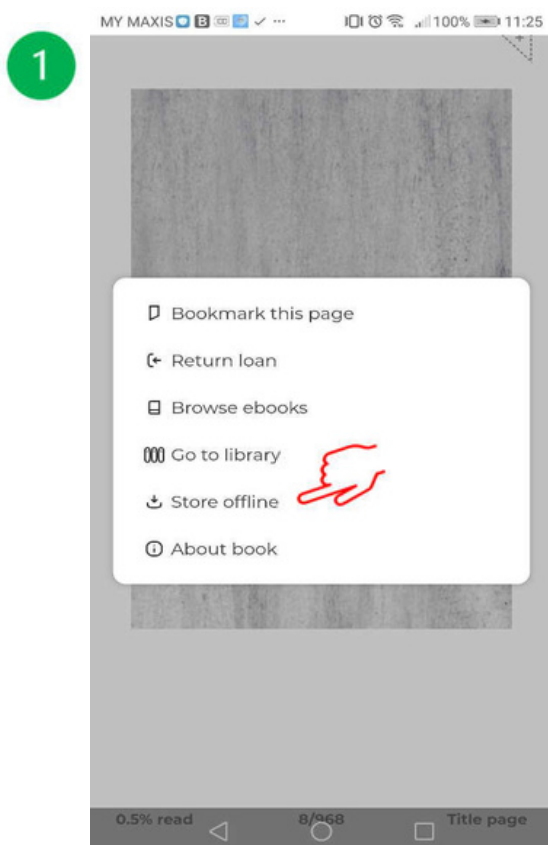 MY MAXIS B ... 100% 11:25
1
Bookmark this page
Return loan
Browse ebooks
Go to library
Store offline
About book
0.5% read 8/968 Title page